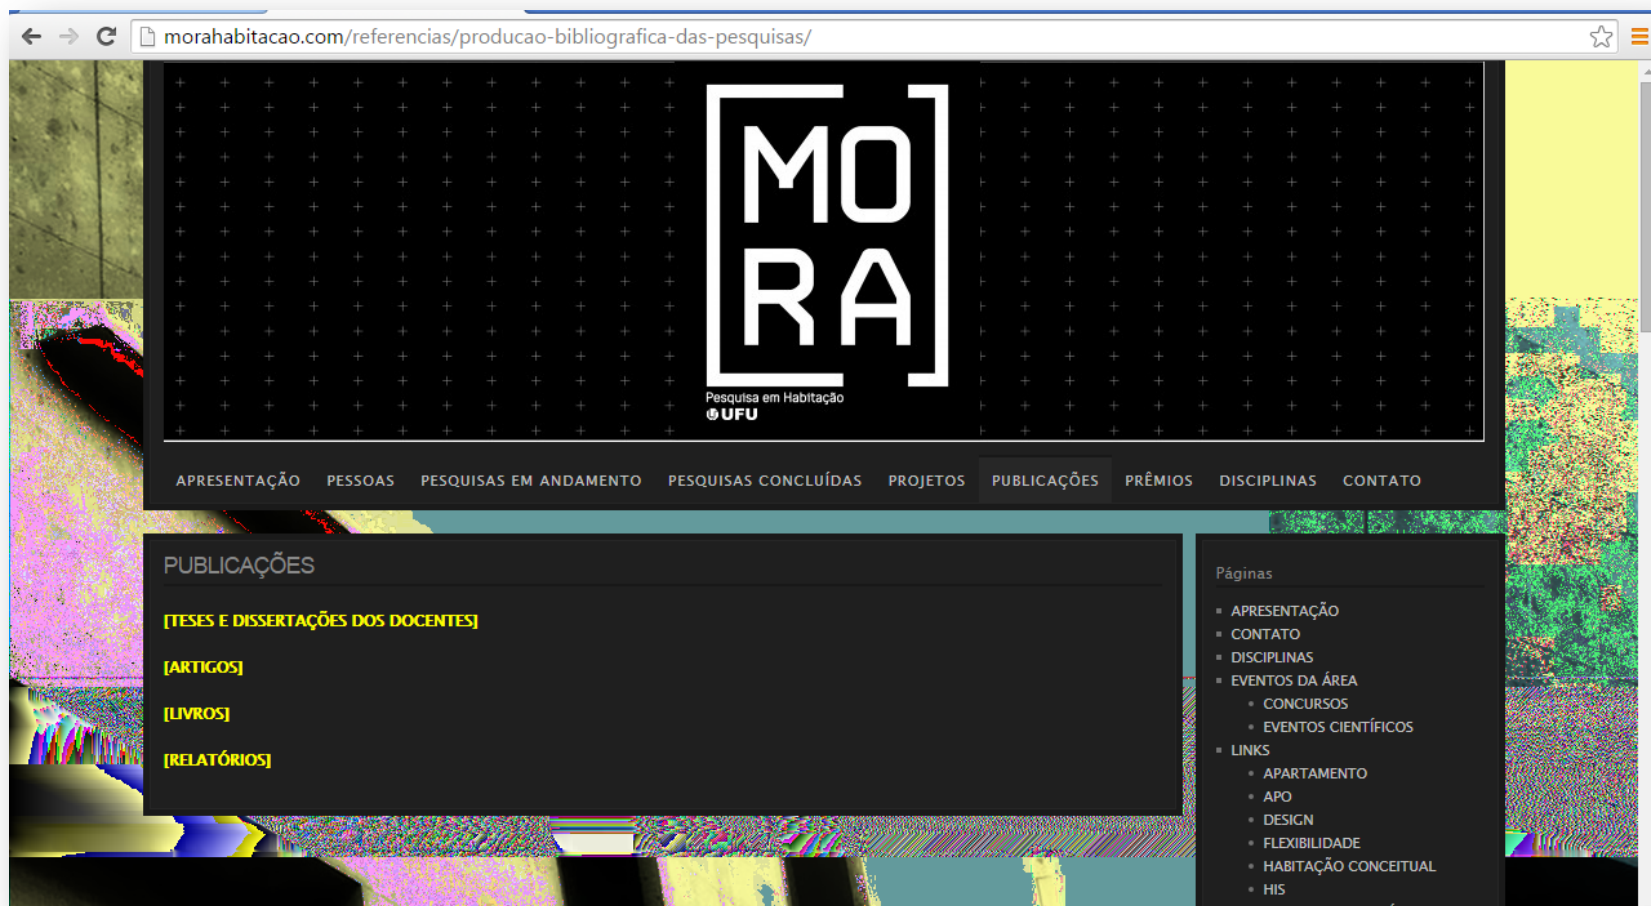 morahabitacao.com/referencias/producao-bibliografica-das-pesquisas/
MO
RA
Pesquisa em Habitação
UFU
APRESENTAÇÃO PESSOAS PESQUISAS EM ANDAMENTO PESQUISAS CONCLUÍDAS PROJETOS PUBLICAÇÕES PRÊMIOS DISCIPLINAS CONTATO
PUBLICAÇÕES
[TESES E DISSERTAÇÕES DOS DOCENTES]
[ARTIGOS]
[LIVROS]
[RELATÓRIOS]
Páginas
APRESENTAÇÃO
CONTATO
DISCIPLINAS
EVENTOS DA ÁREA
CONCURSOS
EVENTOS CIENTÍFICOS
LINKS
APARTAMENTO
APO
DESIGN
FLEXIBILIDADE
HABITAÇÃO CONCEITUAL
HIS